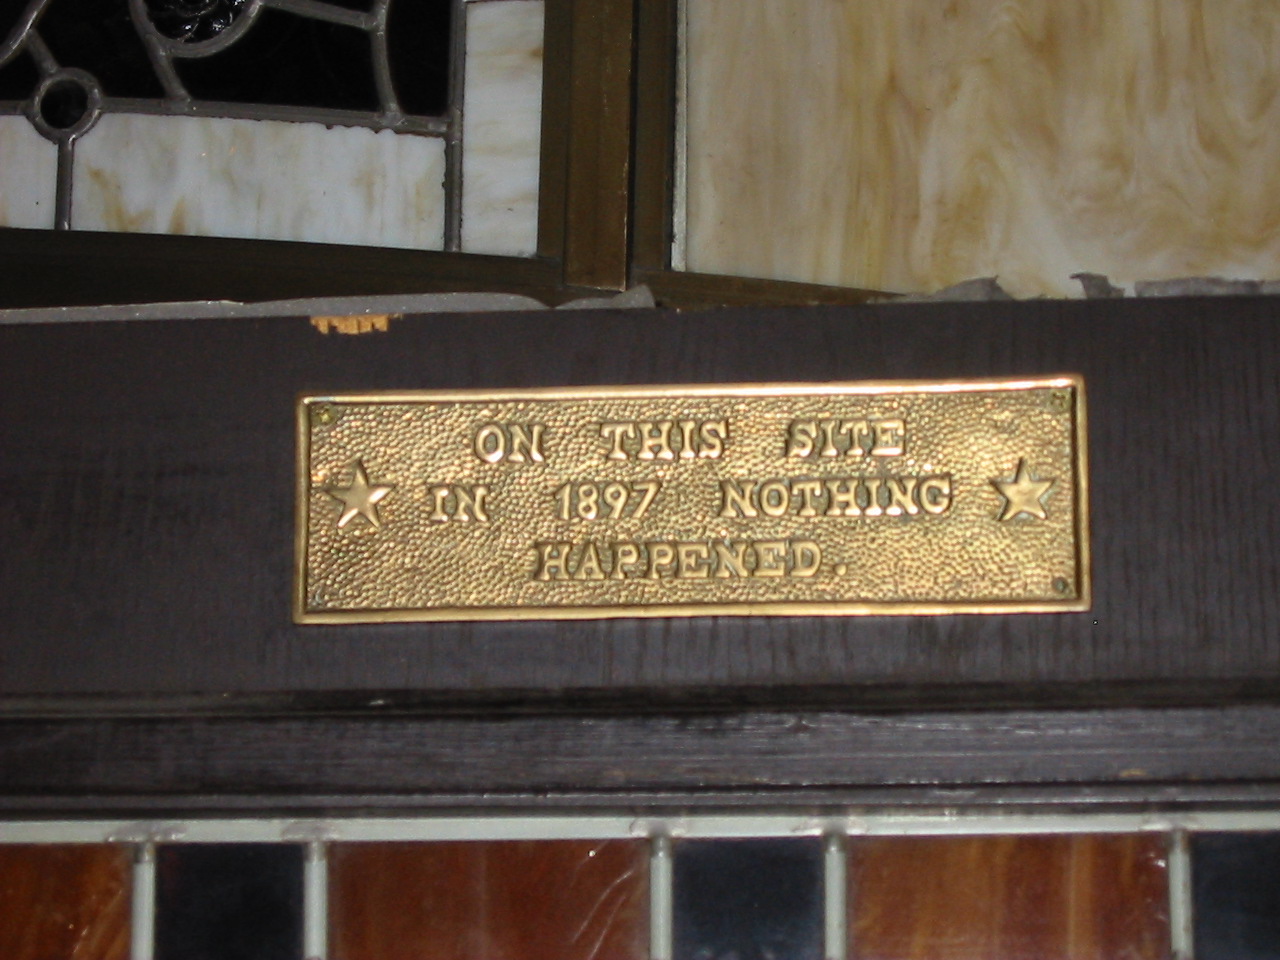 ON THIS SITE
IN 1897 NOTHING
HAPPENED.